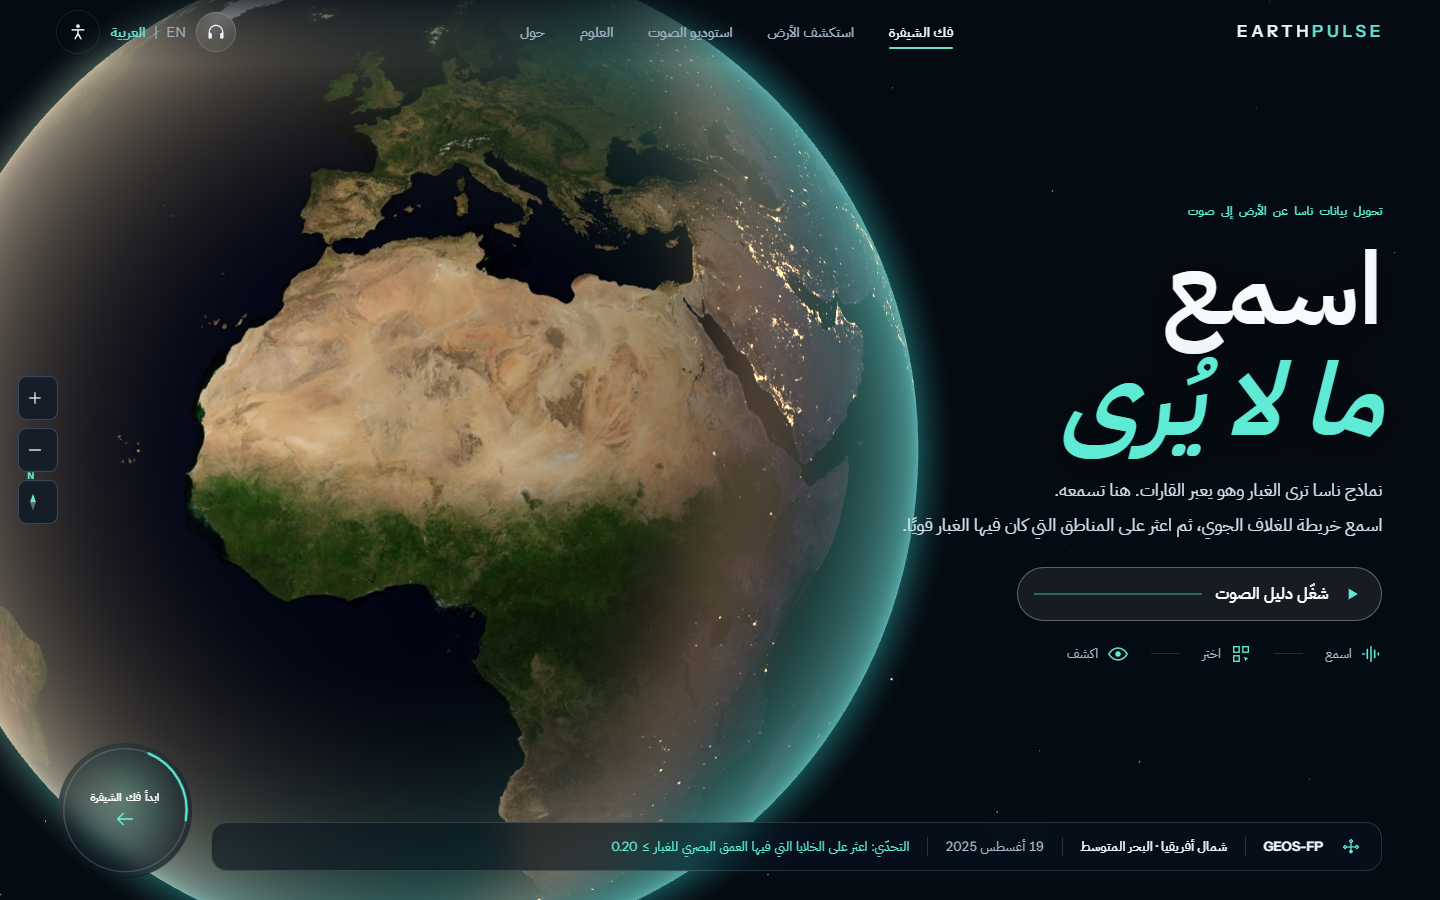 EARTHPULSE
فك الشيفرة
استكشف الأرض
استوديو الصوت
العلوم
حول
EN | العربية
تحويل بيانات ناسا عن الأرض إلى صوت
اسمع
ما لا يُرى
نماذج ناسا ترى الغبار وهو يعبر القارات. هنا تسمعه.
اسمع خريطة للغلاف الجوي، ثم اعثر على المناطق التي كان فيها الغبار قويًا.
شغّل دليل الصوت
اسمع
اختر
اكشف
N
ابدأ فك الشيفرة
GEOS-FP
شمال أفريقيا · البحر المتوسط
19 أغسطس 2025
التحدّي: اعثر على الخلايا التي فيها العمق البصري للغبار ≥ 0.20